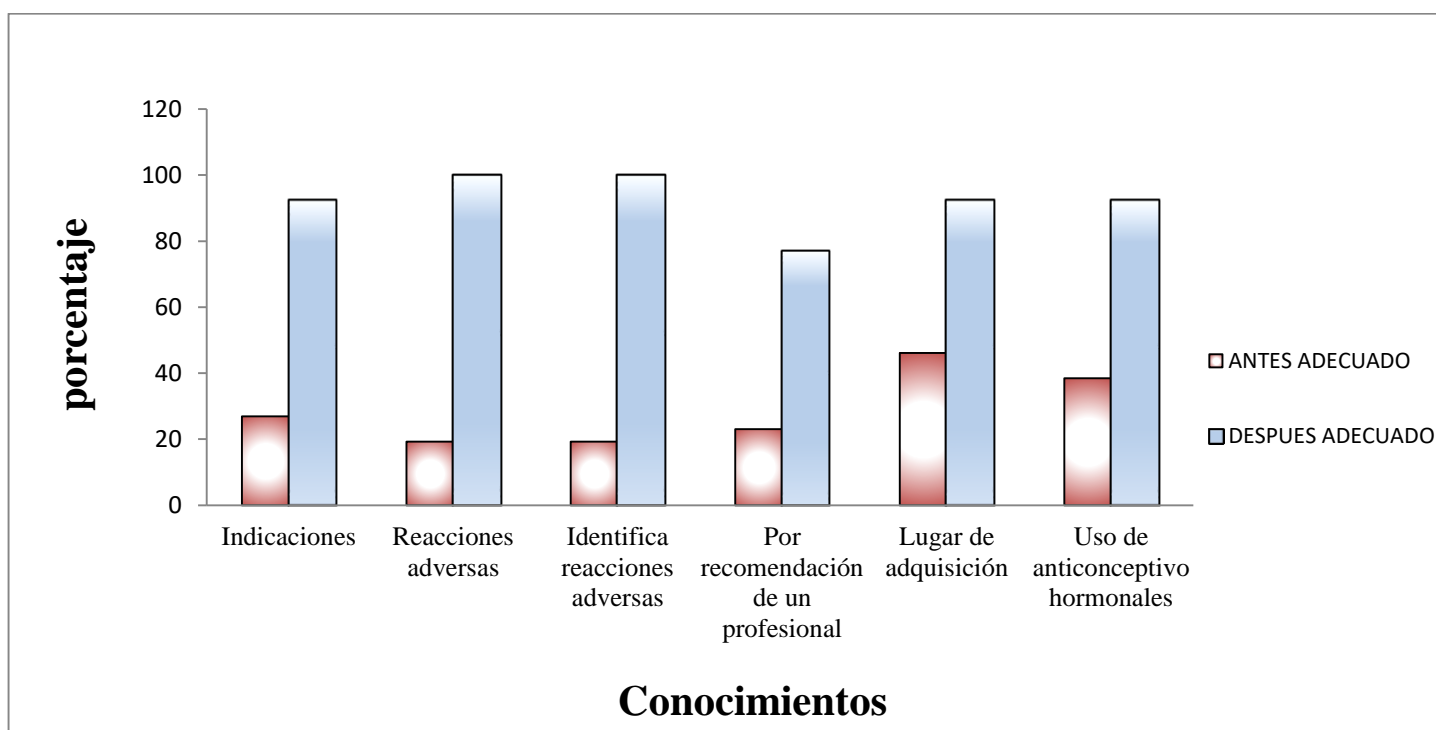 porcentaje
120
100
80
60
40
20
0
Indicaciones
Reacciones
adversas
Identifica
reacciones
adversas
Por
recomendación
de un
profesional
Lugar de
adquisición
Uso de
anticonceptivo
hormonales
Conocimientos
ANTES ADECUADO
DESPUES ADECUADO